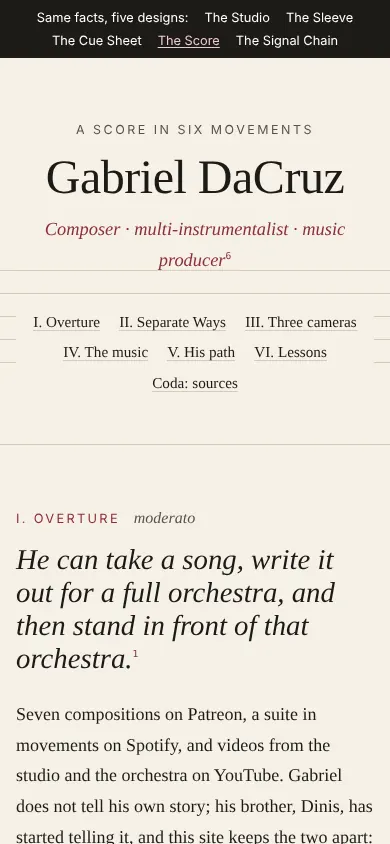 Same facts, five designs: The Studio The Sleeve
The Cue Sheet The Score The Signal Chain
A SCORE IN SIX MOVEMENTS
Gabriel DaCruz
Composer · multi-instrumentalist · music
producer6
I. Overture II. Separate Ways III. Three cameras
IV. The music V. His path VI. Lessons
Coda: sources
I. OVERTURE moderato
He can take a song, write it
out for a full orchestra, and
then stand in front of that
orchestra.1
Seven compositions on Patreon, a suite in
movements on Spotify, and videos from the
studio and the orchestra on YouTube. Gabriel
does not tell his own story; his brother, Dinis, has
started telling it, and this site keeps the two apart: